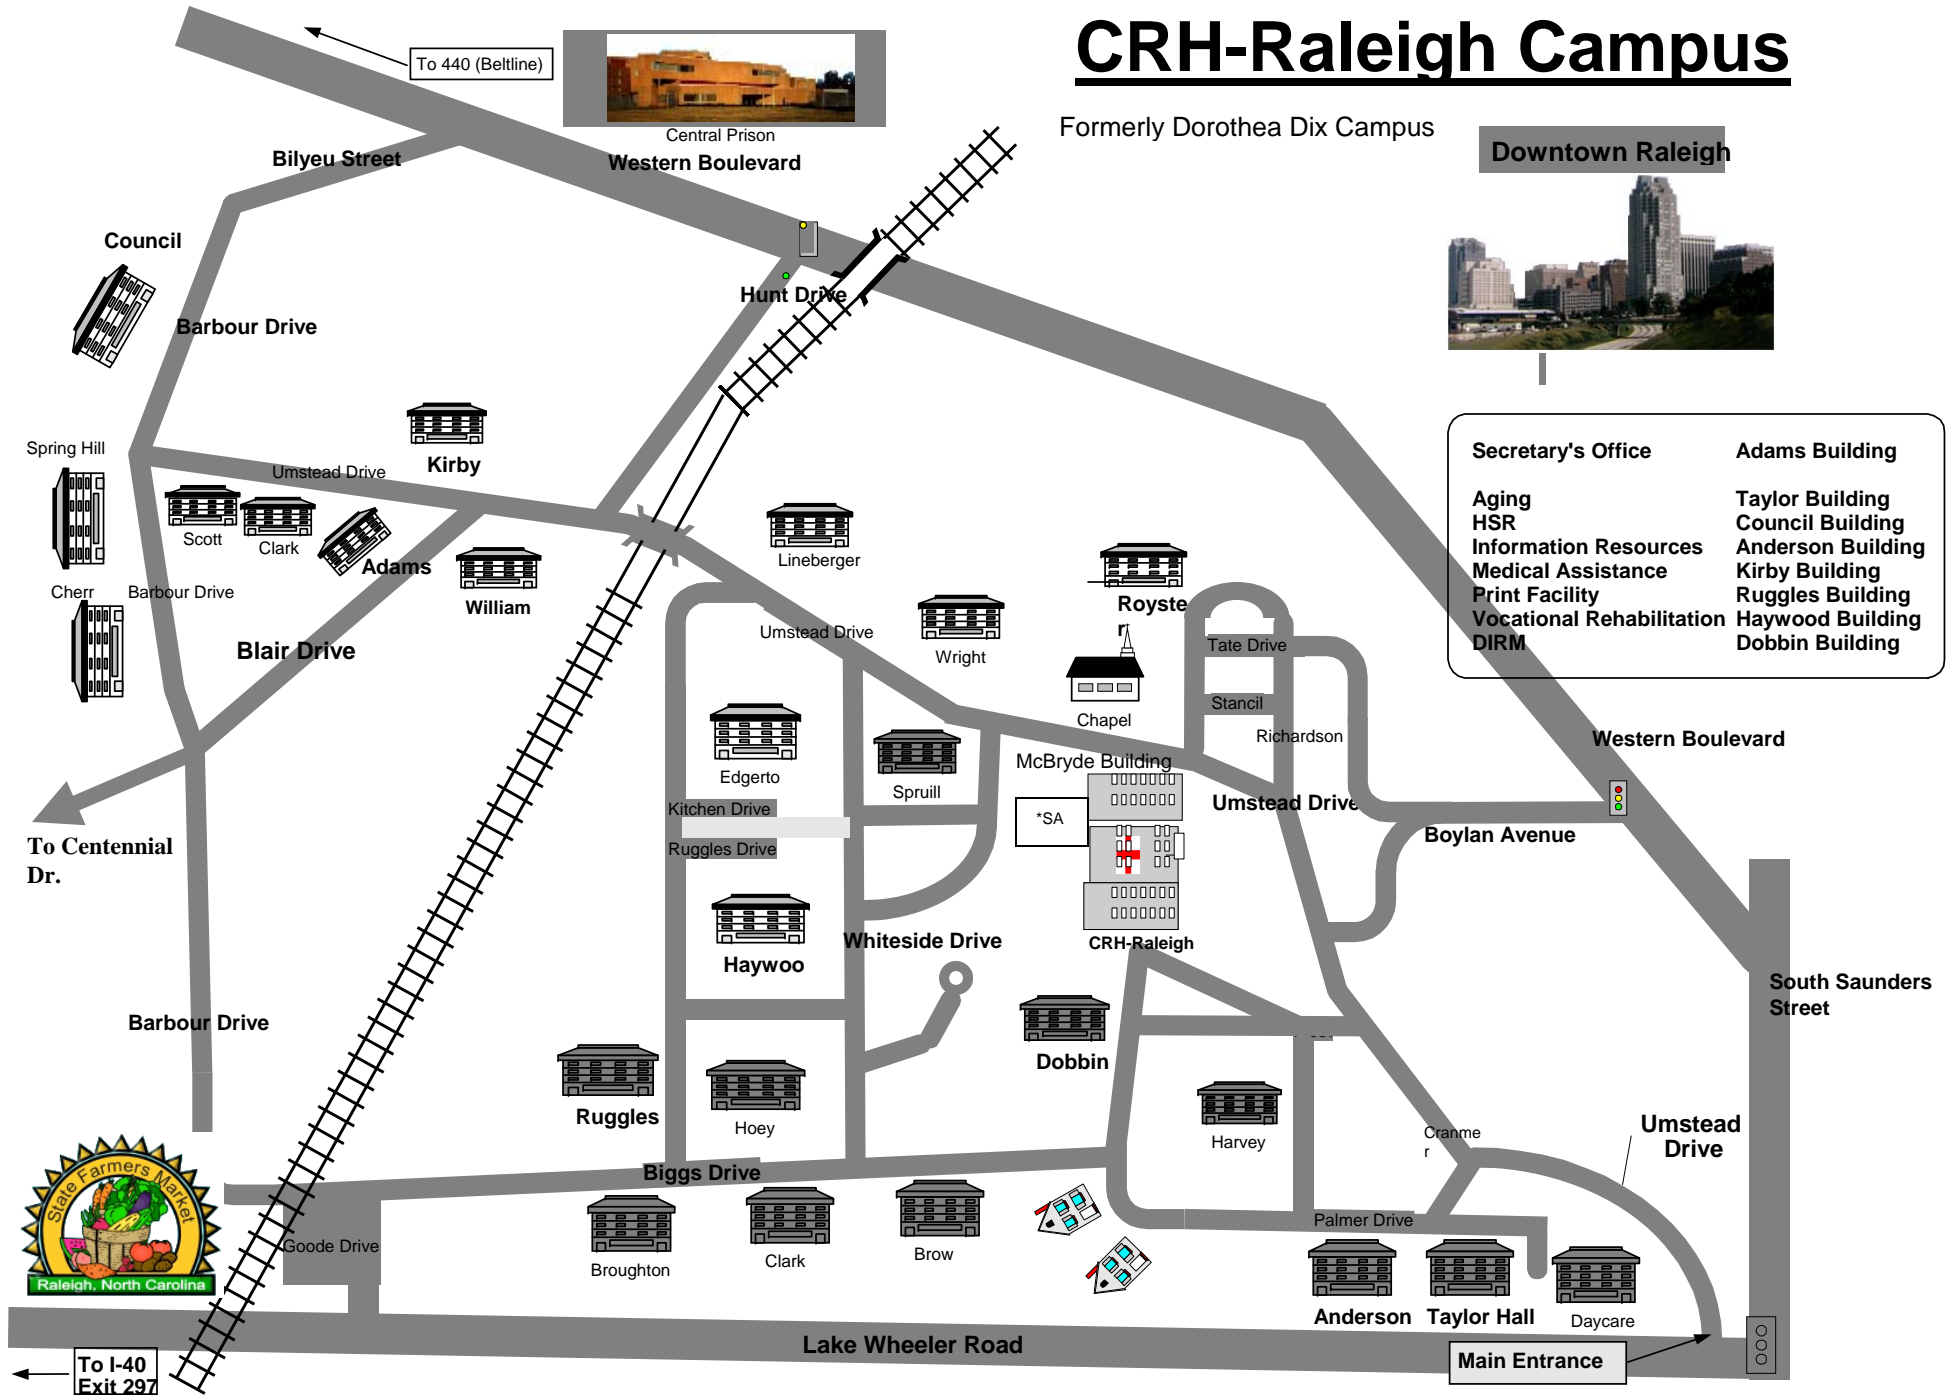 CRH-Raleigh Campus
To 440 (Beltline)
Formerly Dorothea Dix Campus
Central Prison
Western Boulevard
Downtown Raleigh
Bilyeu Street
Council
Hunt Drive
Barbour Drive
Spring Hill
Kirby
Umstead Drive
Scott
Clark
Adams
William
Lineberger
Cherr
Barbour Drive
Blair Drive
Umstead Drive
Wright
Royste
r
Tate Drive
Stancil
Richardson
Chapel
Secretary's Office Adams Building
Aging Taylor Building
HSR Council Building
Information Resources Anderson Building
Medical Assistance Kirby Building
Print Facility Ruggles Building
Vocational Rehabilitation Haywood Building
DIRM Dobbin Building
Western Boulevard
Edgerto
Spruill
McBryde Building
*SA
Umstead Drive
Boylan Avenue
Kitchen Drive
Ruggles Drive
To Centennial
Dr.
Haywoo
Whiteside Drive
CRH-Raleigh
South Saunders
Street
Barbour Drive
Dobbin
Ruggles
Hoey
Harvey
Cranme
r
Umstead
Drive
Biggs Drive
State Farmers Market
Raleigh, North Carolina
Goode Drive
Broughton
Clark
Brow
Palmer Drive
Anderson
Taylor Hall
Daycare
Lake Wheeler Road
Main Entrance
To I-40
Exit 297